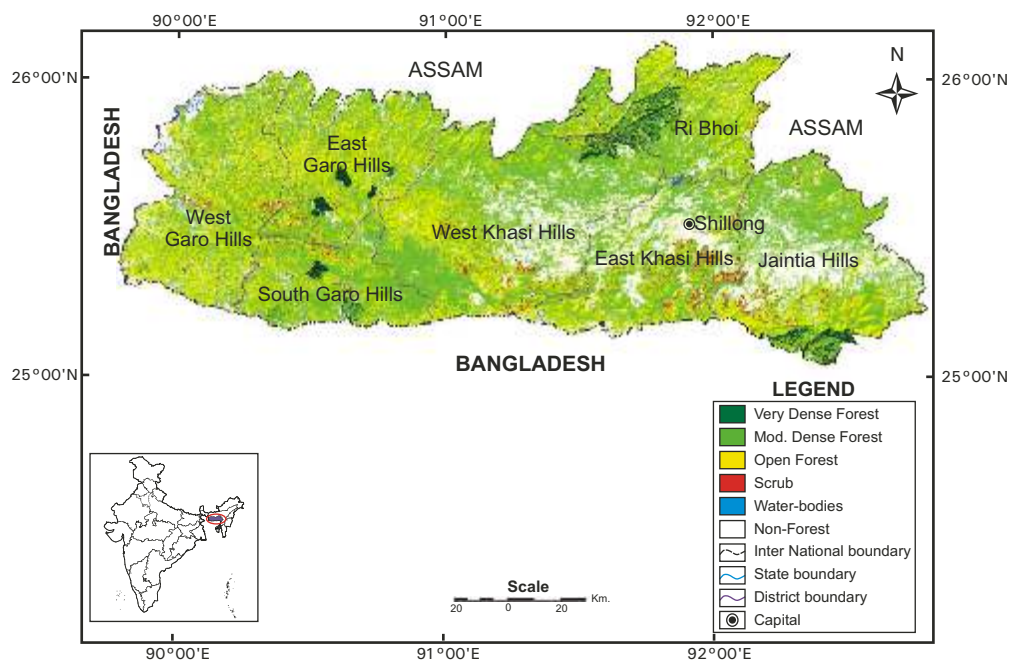 90°00'E
91°00'E
92°00'E
26°00'N
26°00'N
ASSAM
N
BANGLADESH
Ri Bhoi
ASSAM
East
Garo Hills
West
Garo Hills
West Khasi Hills
Shillong
East Khasi Hills
Jaintia Hills
South Garo Hills
BANGLADESH
25°00'N
25°00'N
LEGEND
Very Dense Forest
Mod. Dense Forest
Open Forest
Scrub
Water-bodies
Non-Forest
Inter National boundary
State boundary
District boundary
Capital
Scale
20 0 20 Km.
90°00'E
91°00'E
92°00'E